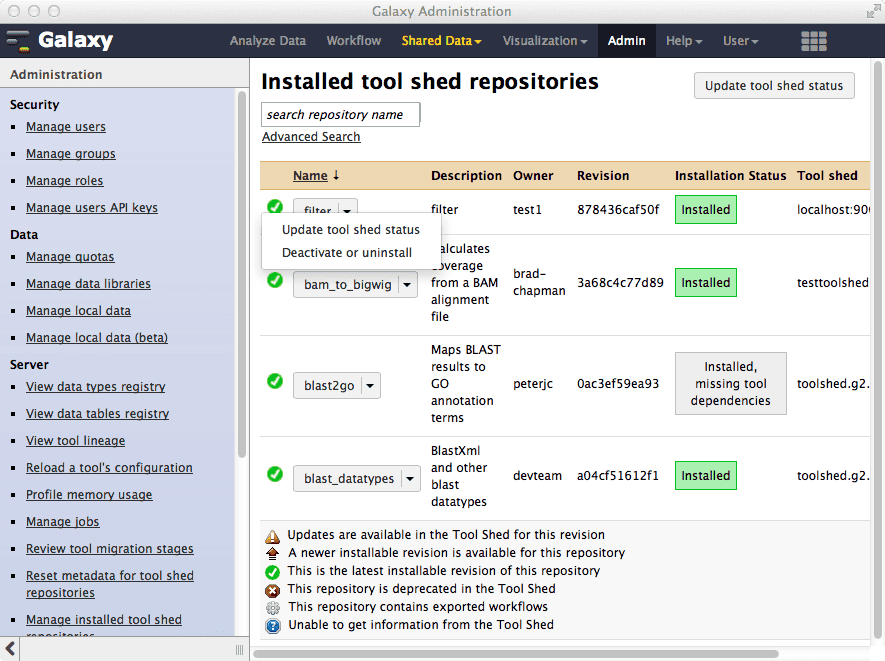 Galaxy Administration
Galaxy
Analyze Data Workflow Shared Data Visualization Admin Help User
Administration
Security
Manage users
Manage groups
Manage roles
Manage users API keys
Data
Manage quotas
Manage data libraries
Manage local data
Manage local data (beta)
Server
View data types registry
View data tables registry
View tool lineage
Reload a tool's configuration
Profile memory usage
Manage jobs
Review tool migration stages
Reset metadata for tool shed
repositories
Manage installed tool shed
repositories
Installed tool shed repositories
Update tool shed status
search repository name
Advanced Search
Name ↓ Description Owner Revision Installation Status Tool shed
filter filter test1 878436caf50f Installed localhost:900
Update tool shed status
Deactivate or uninstall
bam_to_bigwig
calculates
coverage
from a BAM
alignment
file
brad-
chapman
3a68c4c77d89 Installed testtoolshed
blast2go
Maps BLAST
results to
GO
annotation
terms
peterjc 0ac3ef59ea93
Installed,
missing tool
dependencies
toolshed.g2.
blast_datatypes
BlastXml
and other
blast
datatypes
devteam a04cf51612f1 Installed toolshed.g2.
Updates are available in the Tool Shed for this revision
A newer installable revision is available for this repository
This is the latest installable revision of this repository
This repository is deprecated in the Tool Shed
This repository contains exported workflows
Unable to get information from the Tool Shed